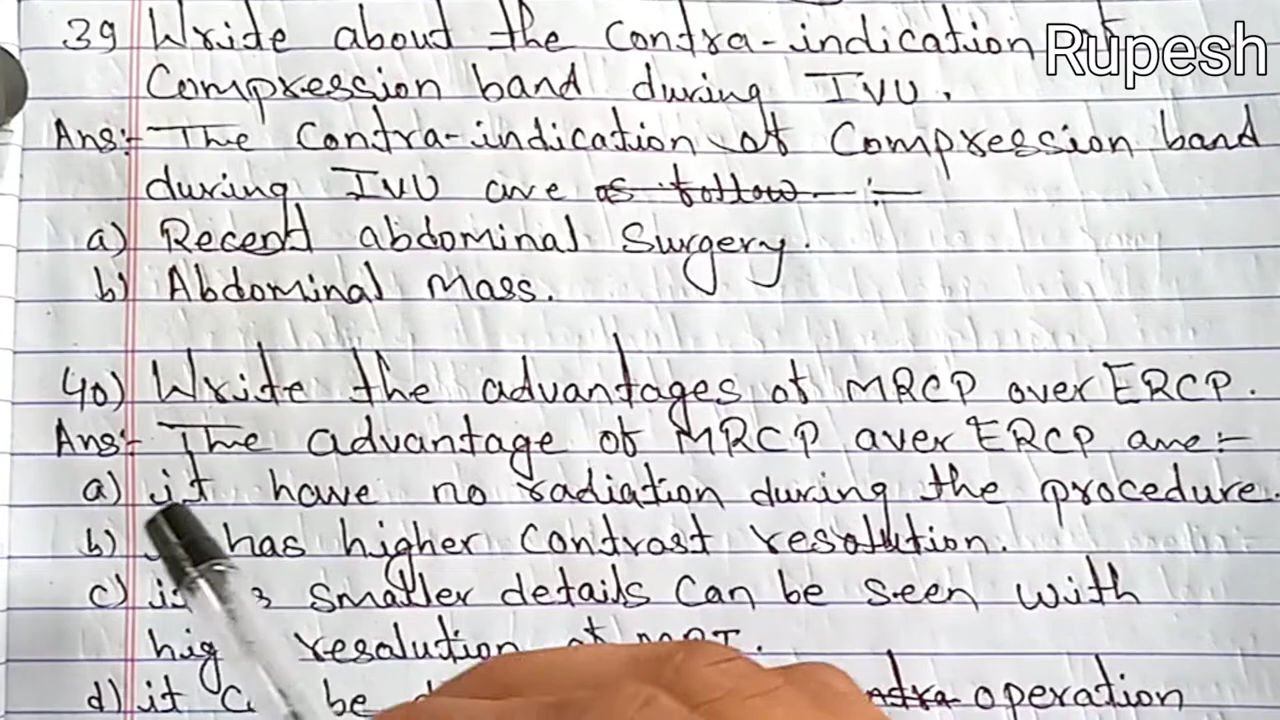 39 Write about the Contra-indication of
Rupesh
Compression band during IVU.
Ans:- The Contra-indication of Compression band
during IVU are as follow :-
a) Recent abdominal Surgery.
b) Abdominal Mass.
40) Write the advantages of MRCP over ERCP.
Ans:- The advantage of MRCP over ERCP are:-
a) it have no radiation during the procedure.
b) has higher Contrast resolution.
c) smaller details Can be seen with
resolution of MRI.
d) it be operation